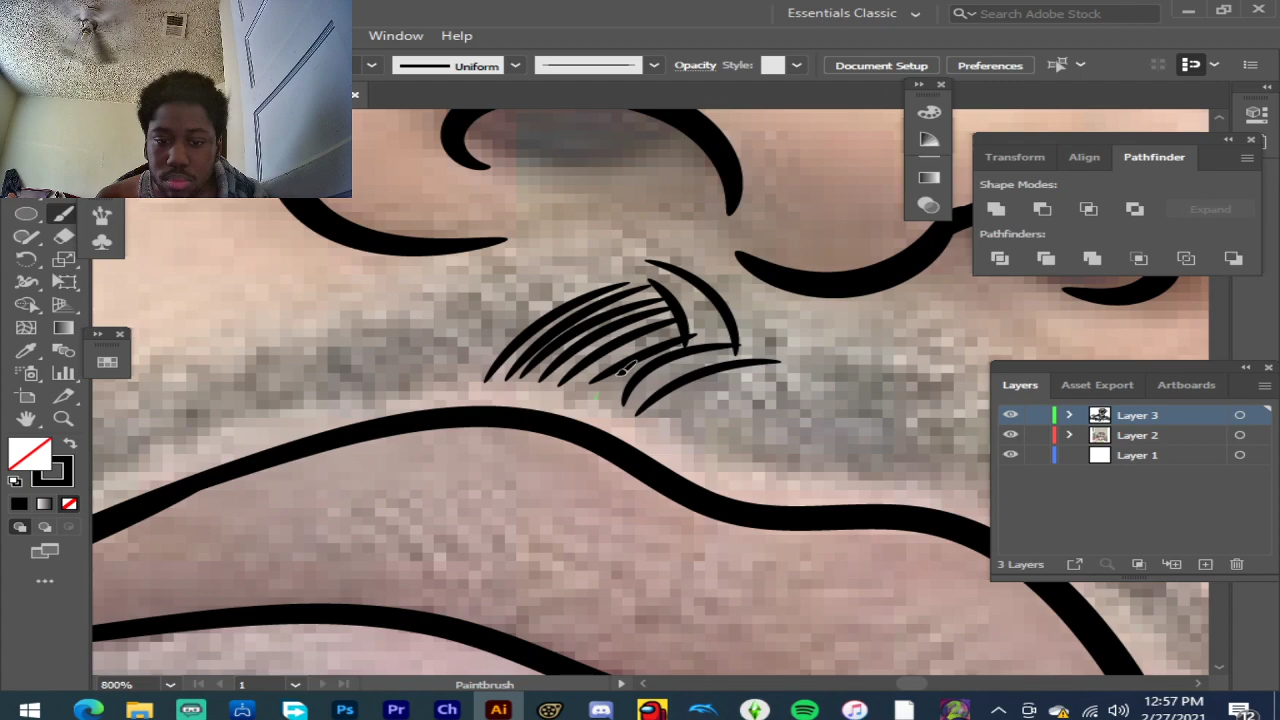 Essentials Classic
Search Adobe Stock
Window Help
Uniform
Opacity Style:
Document Setup
Preferences
Transform Align Pathfinder
Shape Modes:
Expand
Pathfinders:
Layers Asset Export Artboards
Layer 3
Layer 2
Layer 1
3 Layers
800%
1
Paintbrush
Ps
Pr
Ch
Ai
12:57 PM
2/27/2021